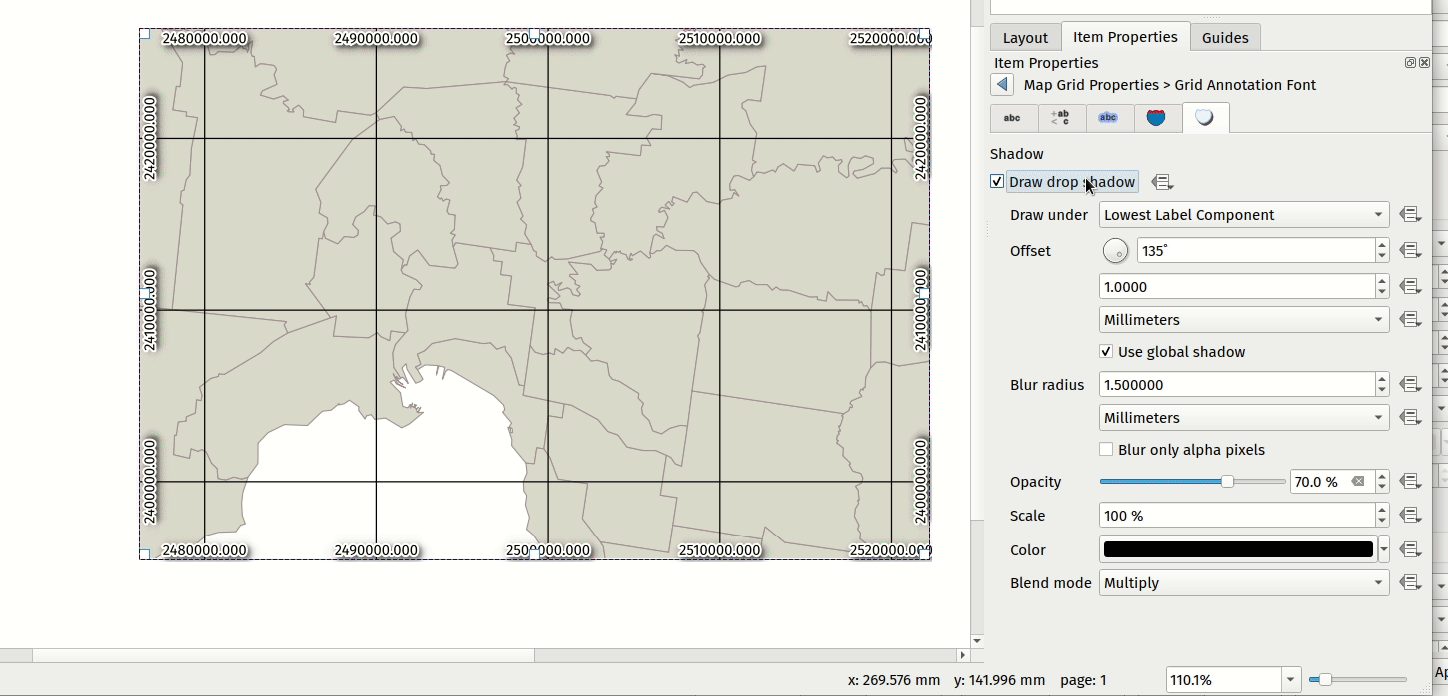 2480000.000 2490000.000 2500000.000 2510000.000 2520000.000
2420000.000 2420000.000
2410000.000 2410000.000
2400000.000 2400000.000
2480000.000 2490000.000 2500000.000 2510000.000 2520000.000
Layout Item Properties Guides
Item Properties
Map Grid Properties > Grid Annotation Font
abc +ab < c abc
Shadow
Draw drop shadow
Draw under Lowest Label Component
Offset 135°
1.0000
Millimeters
Use global shadow
Blur radius 1.500000
Millimeters
Blur only alpha pixels
Opacity 70.0 %
Scale 100 %
Color
Blend mode Multiply
x: 269.576 mm y: 141.996 mm page: 1 110.1%
Ap